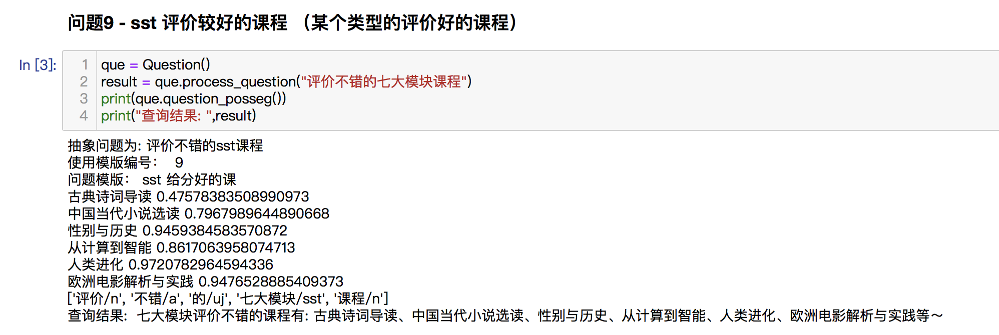 问题9 - sst 评价较好的课程 （某个类型的评价好的课程）
In [3]:
1 que = Question()
2 result = que.process_question("评价不错的七大模块课程")
3 print(que.question_posseg())
4 print("查询结果: ",result)
抽象问题为: 评价不错的sst课程
使用模版编号： 9
问题模版： sst 给分好的课
古典诗词导读 0.47578383508990973
中国当代小说选读 0.7967989644890668
性别与历史 0.9459384583570872
从计算到智能 0.8617063958074713
人类进化 0.9720782964594336
欧洲电影解析与实践 0.9476528885409373
['评价/n', '不错/a', '的/uj', '七大模块/sst', '课程/n']
查询结果: 七大模块评价不错的课程有: 古典诗词导读、中国当代小说选读、性别与历史、从计算到智能、人类进化、欧洲电影解析与实践等～